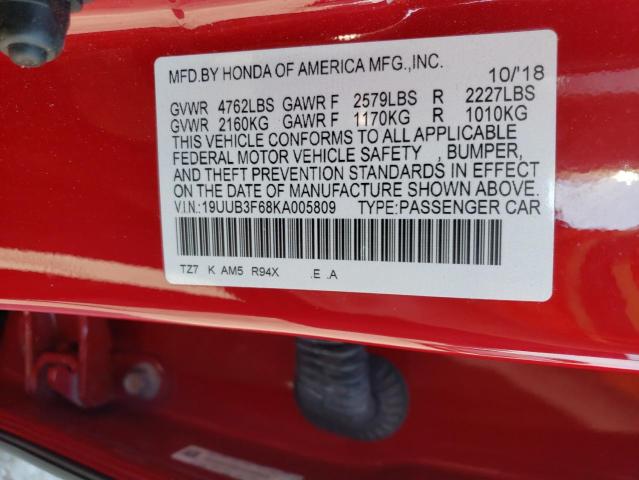 MFD.BY HONDA OF AMERICA MFG.,INC. 10/'18
GVWR 4762LBS GAWR F 2579LBS R 2227LBS
GVWR 2160KG GAWR F 1170KG R 1010KG
THIS VEHICLE CONFORMS TO ALL APPLICABLE
FEDERAL MOTOR VEHICLE SAFETY , BUMPER,
AND THEFT PREVENTION STANDARDS IN EFFECT
ON THE DATE OF MANUFACTURE SHOWN ABOVE.
V.I.N.:19UUB3F68KA005809 TYPE:PASSENGER CAR
TZ7 K AM5 R94X .E .A